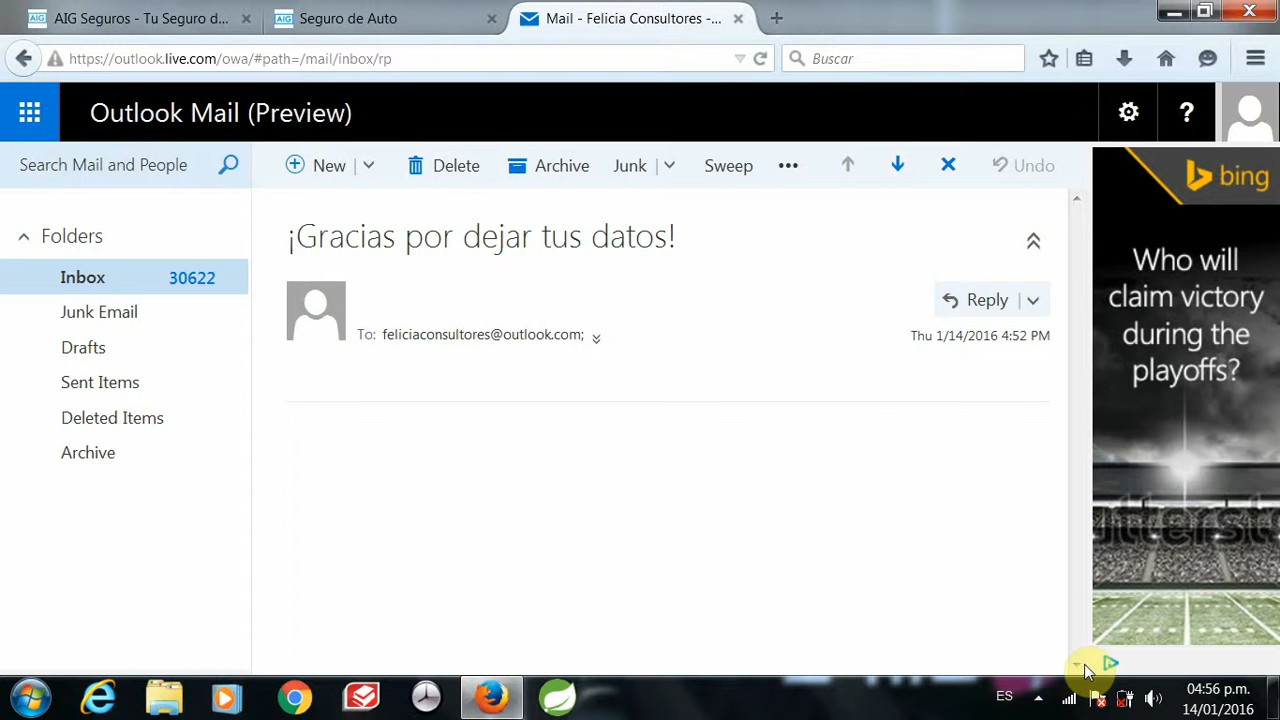 AIG Seguros - Tu Seguro d...
Seguro de Auto
Mail - Felicia Consultores -...
https://outlook.live.com/owa/#path=/mail/inbox/rp
Buscar
Outlook Mail (Preview)
?
Search Mail and People
New
Delete
Archive
Junk
Sweep
Undo
Folders
Inbox 30622
Junk Email
Drafts
Sent Items
Deleted Items
Archive
¡Gracias por dejar tus datos!
Reply
To: feliciaconsultores@outlook.com;
Thu 1/14/2016 4:52 PM
bing
Who will
claim victory
during the
playoffs?
ES
04:56 p.m.
14/01/2016